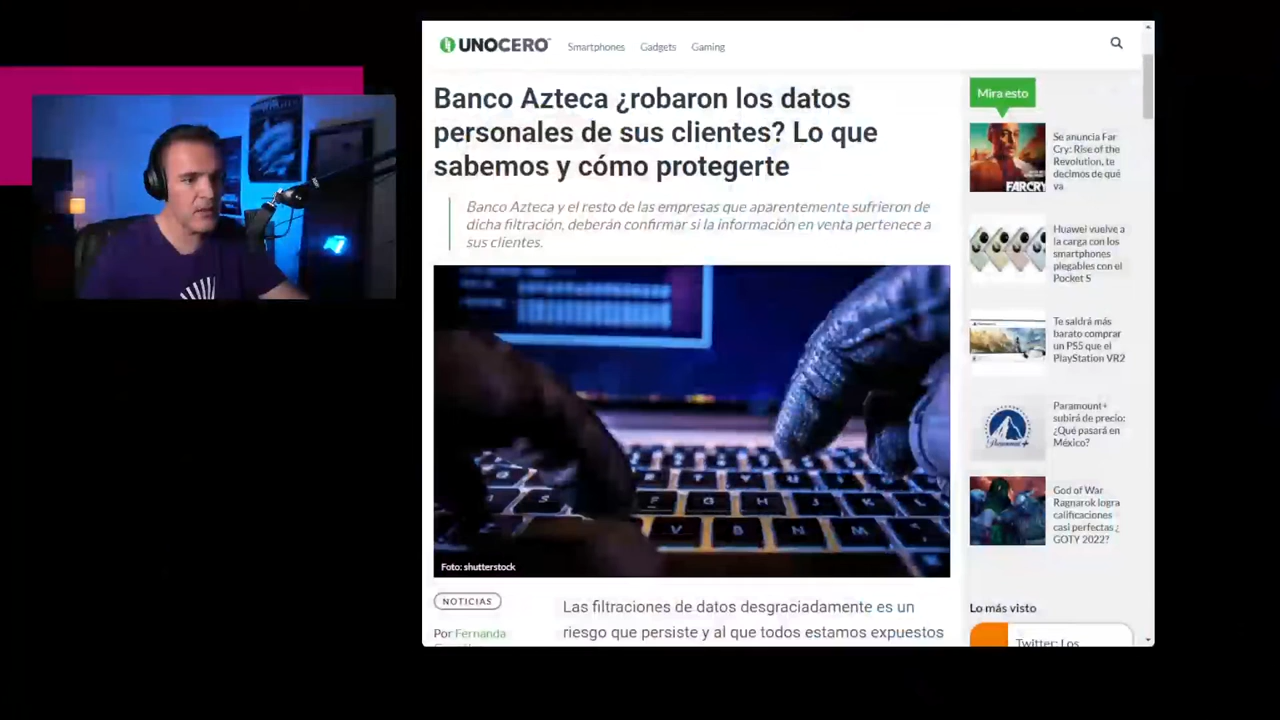 UNOCERO
Smartphones Gadgets Gaming
Banco Azteca ¿robaron los datos
personales de sus clientes? Lo que
sabemos y cómo protegerte
Banco Azteca y el resto de las empresas que aparentemente sufrieron de
dicha filtración, deberán confirmar si la información en venta pertenece a
sus clientes.
Foto: shutterstock
NOTICIAS
Por Fernanda
Las filtraciones de datos desgraciadamente es un
riesgo que persiste y al que todos estamos expuestos
Mira esto
Se anuncia Far
Cry: Rise of the
Revolution, te
decimos de qué
va
FARCRY
Huawei vuelve a
la carga con los
smartphones
plegables con el
Pocket S
Te saldrá más
barato comprar
un PS5 que el
PlayStation VR2
Paramount+
subirá de precio:
¿Qué pasará en
México?
God of War
Ragnarok logra
calificaciones
casi perfectas ¿
GOTY 2022?
Lo más visto
Twitter: Los